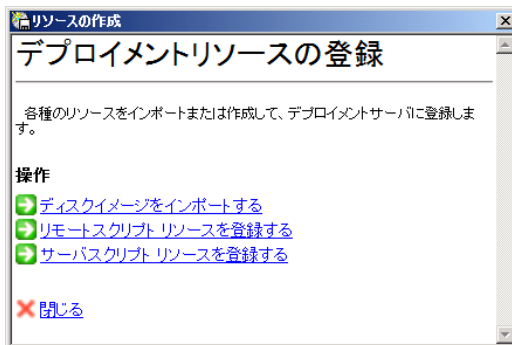 リソースの作成
デプロイメントリソースの登録
各種のリソースをインポートまたは作成して、デプロイメントサーバに登録しま
す。
操作
ディスクイメージをインポートする
リモートスクリプト リソースを登録する
サーバスクリプト リソースを登録する
閉じる